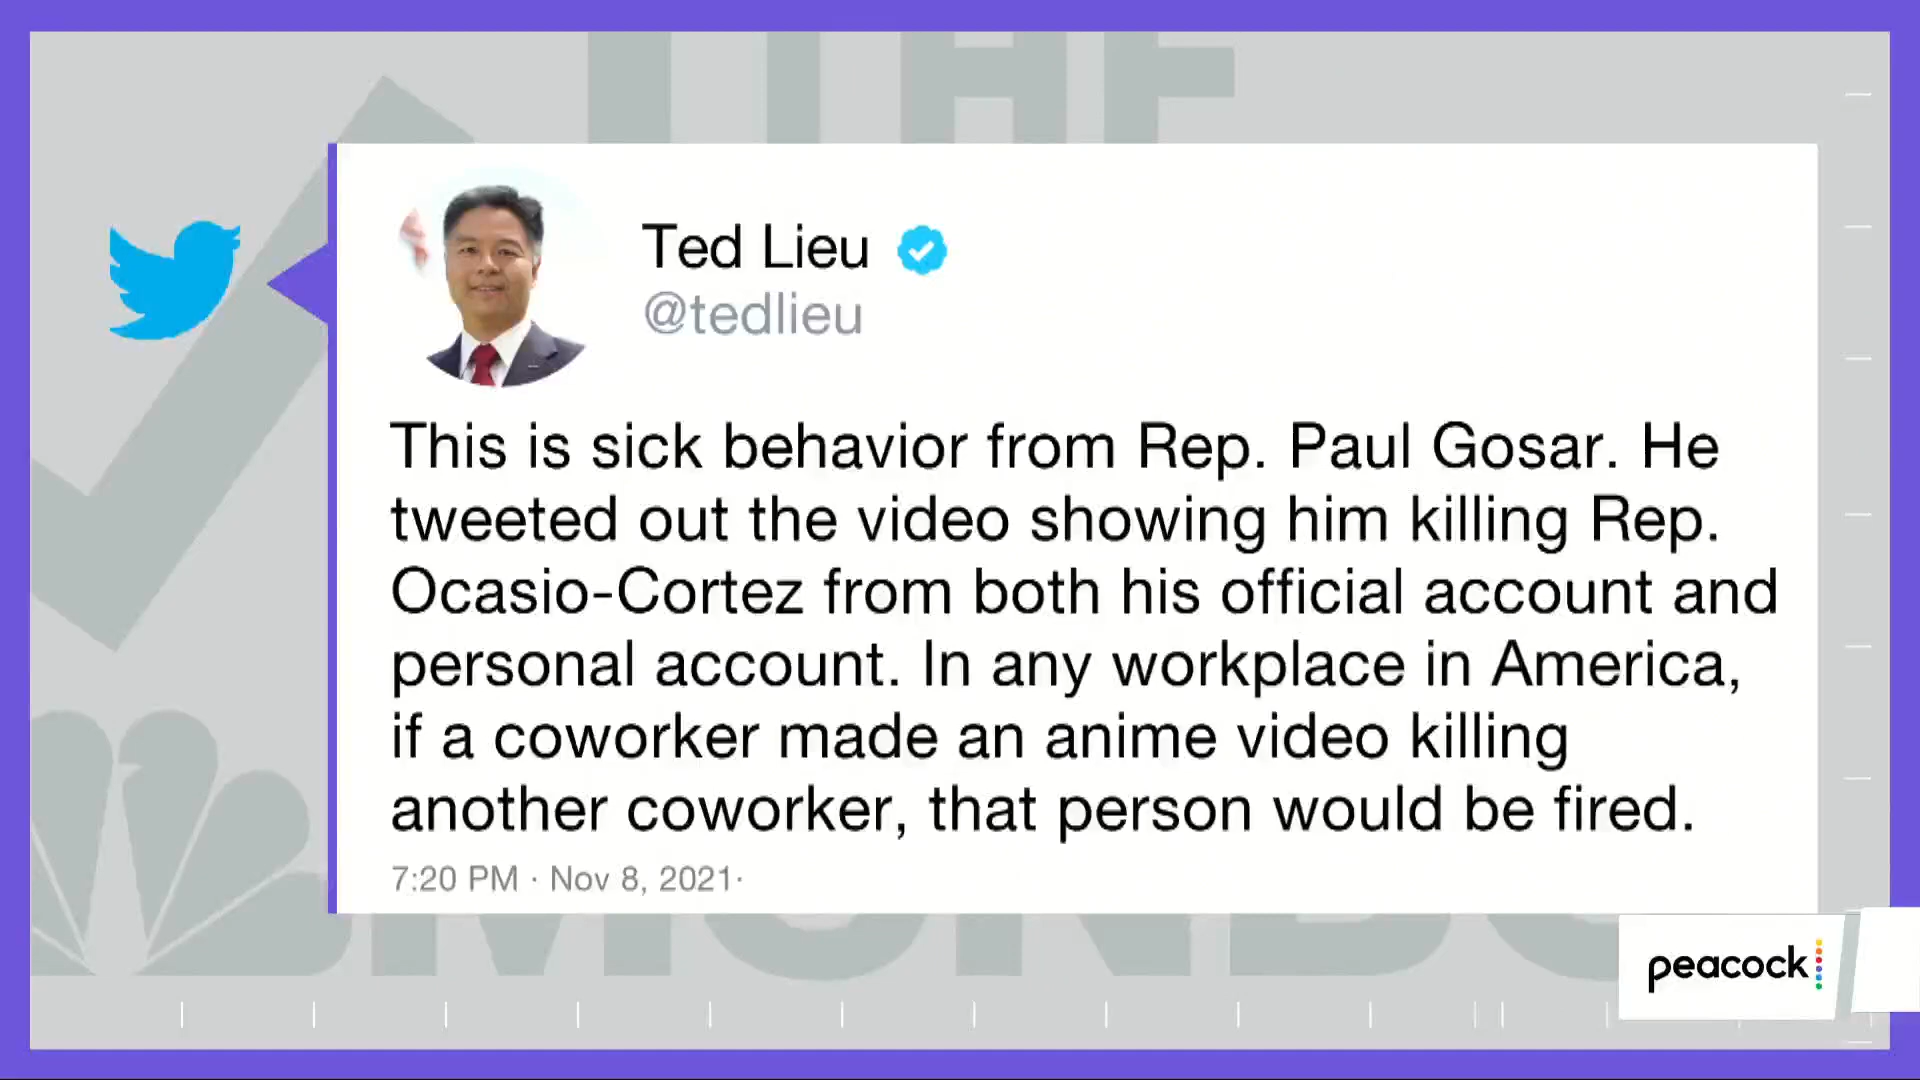 THE
Ted Lieu
@tedlieu
This is sick behavior from Rep. Paul Gosar. He
tweeted out the video showing him killing Rep.
Ocasio-Cortez from both his official account and
personal account. In any workplace in America,
if a coworker made an anime video killing
another coworker, that person would be fired.
7:20 PM · Nov 8, 2021·
peacock